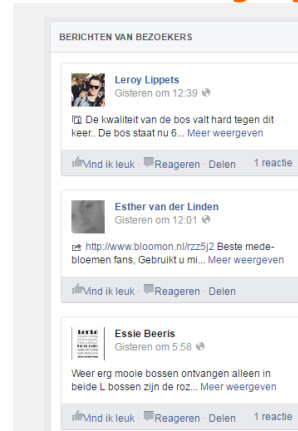 BERICHTEN VAN BEZOEKERS
Leroy Lippets
Gisteren om 12:39
De kwaliteit van de bos valt hard tegen dit
keer.. De bos staat nu 6... Meer weergeven
Vind ik leuk · Reageren · Delen 1 reactie
Esther van der Linden
Gisteren om 12:01
http://www.bloomon.nl/rzz5j2 Beste mede-
bloemen fans, Gebruikt u mi... Meer weergeven
Vind ik leuk · Reageren · Delen
Essie Beeris
Gisteren om 5:58
Weer erg mooie bossen ontvangen alleen in
beide L bossen zijn de roz... Meer weergeven
Vind ik leuk · Reageren · Delen 1 reactie